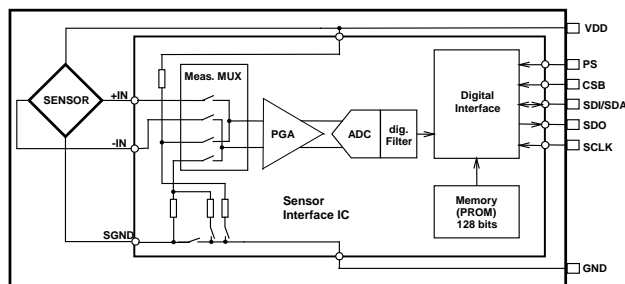 VDD
PS
CSB
SDI/SDA
SDO
SCLK
GND
SENSOR
+IN
-IN
SGND
Meas. MUX
PGA
ADC
dig.
Filter
Digital
Interface
Memory
(PROM)
128 bits
Sensor
Interface IC